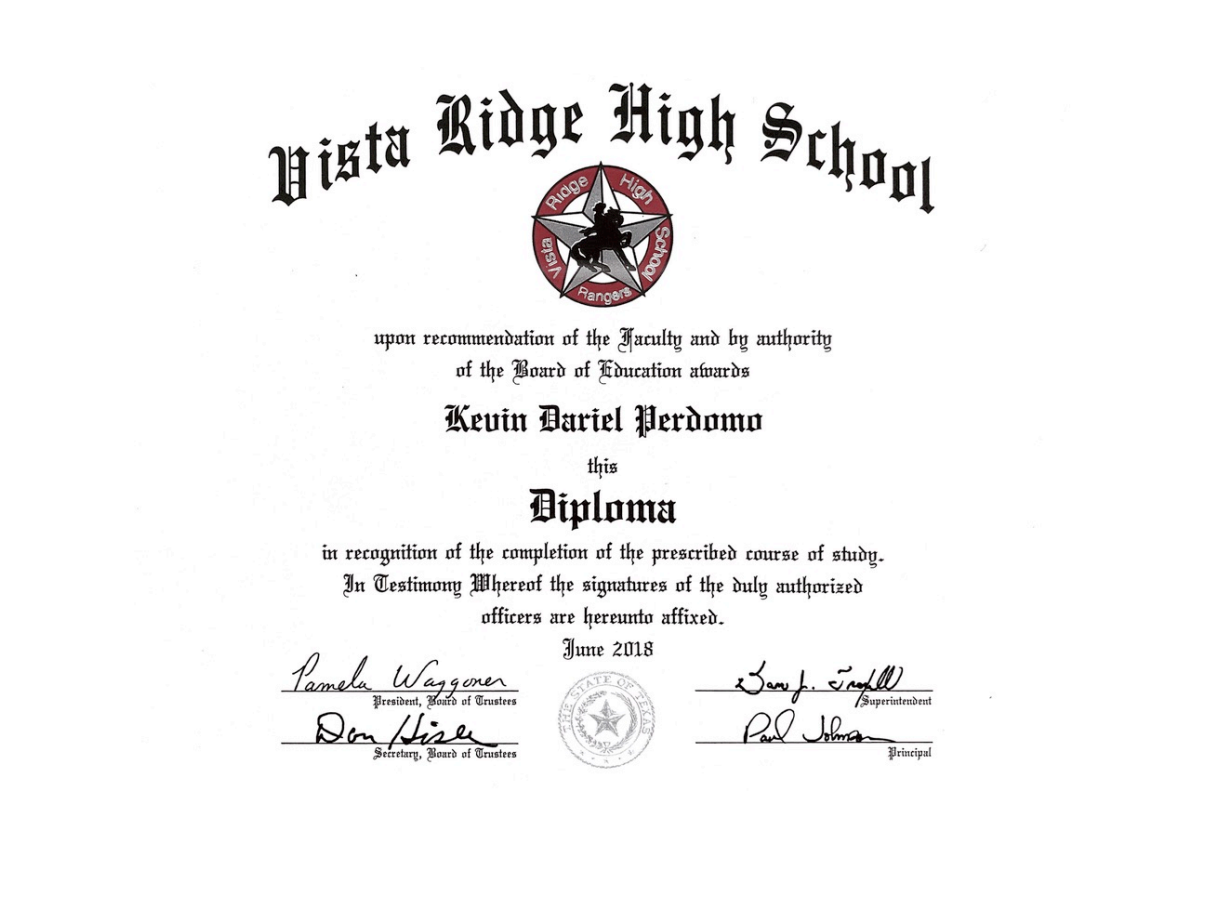 Vista Ridge High School
Vista Ridge High School
Rangers
upon recommendation of the Faculty and by authority
of the Board of Education awards
Kevin Dariel Perdomo
this
Diploma
in recognition of the completion of the prescribed course of study.
In Testimony Whereof the signatures of the duly authorized
officers are hereunto affixed.
June 2018
Pamela Waggoner
President, Board of Trustees
Don Hisle
Secretary, Board of Trustees
THE STATE OF TEXAS
Superintendent
Paul Johnson
Principal